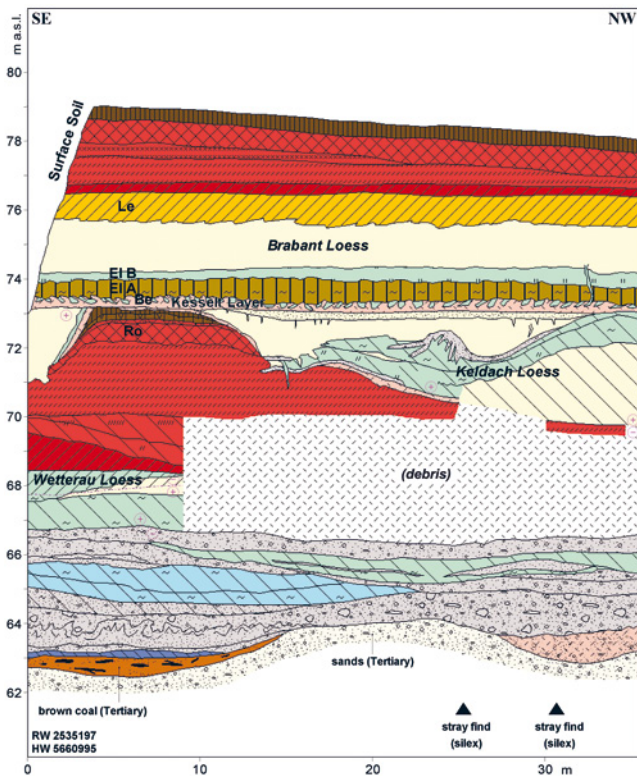 SE NW
m a.s.l.
80
Surface Soil
78
Le
76
Brabant Loess
El B
74
El A
Be Kesselt Layer
Ro
72
Keldach Loess
70
(debris)
Wetterau Loess
68
66
64
sands (Tertiary)
62
brown coal (Tertiary)
stray find
(silex)
stray find
(silex)
RW 2535197
HW 5660995
0 10 20 30 m